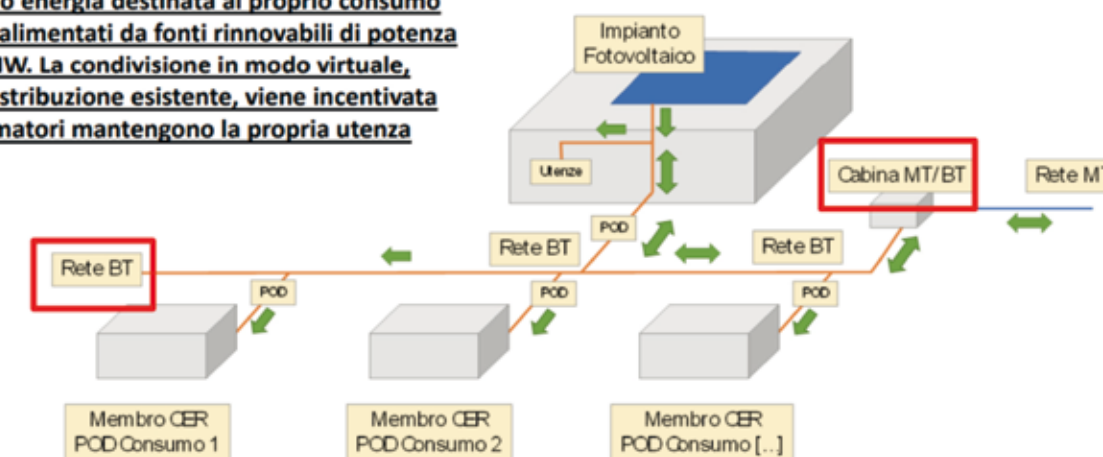 o energia destinata al proprio consumo
alimentati da fonti rinnovabili di potenza
MW. La condivisione in modo virtuale,
stribuzione esistente, viene incentivata
matori mantengono la propria utenza
Impianto
Fotovoltaico
Utenze
Cabina MT/BT
Rete MT
POD
Rete BT
Rete BT
Rete BT
POD
POD
POD
Membro CER
POD Consumo 1
Membro CER
POD Consumo 2
Membro CER
POD Consumo [...]